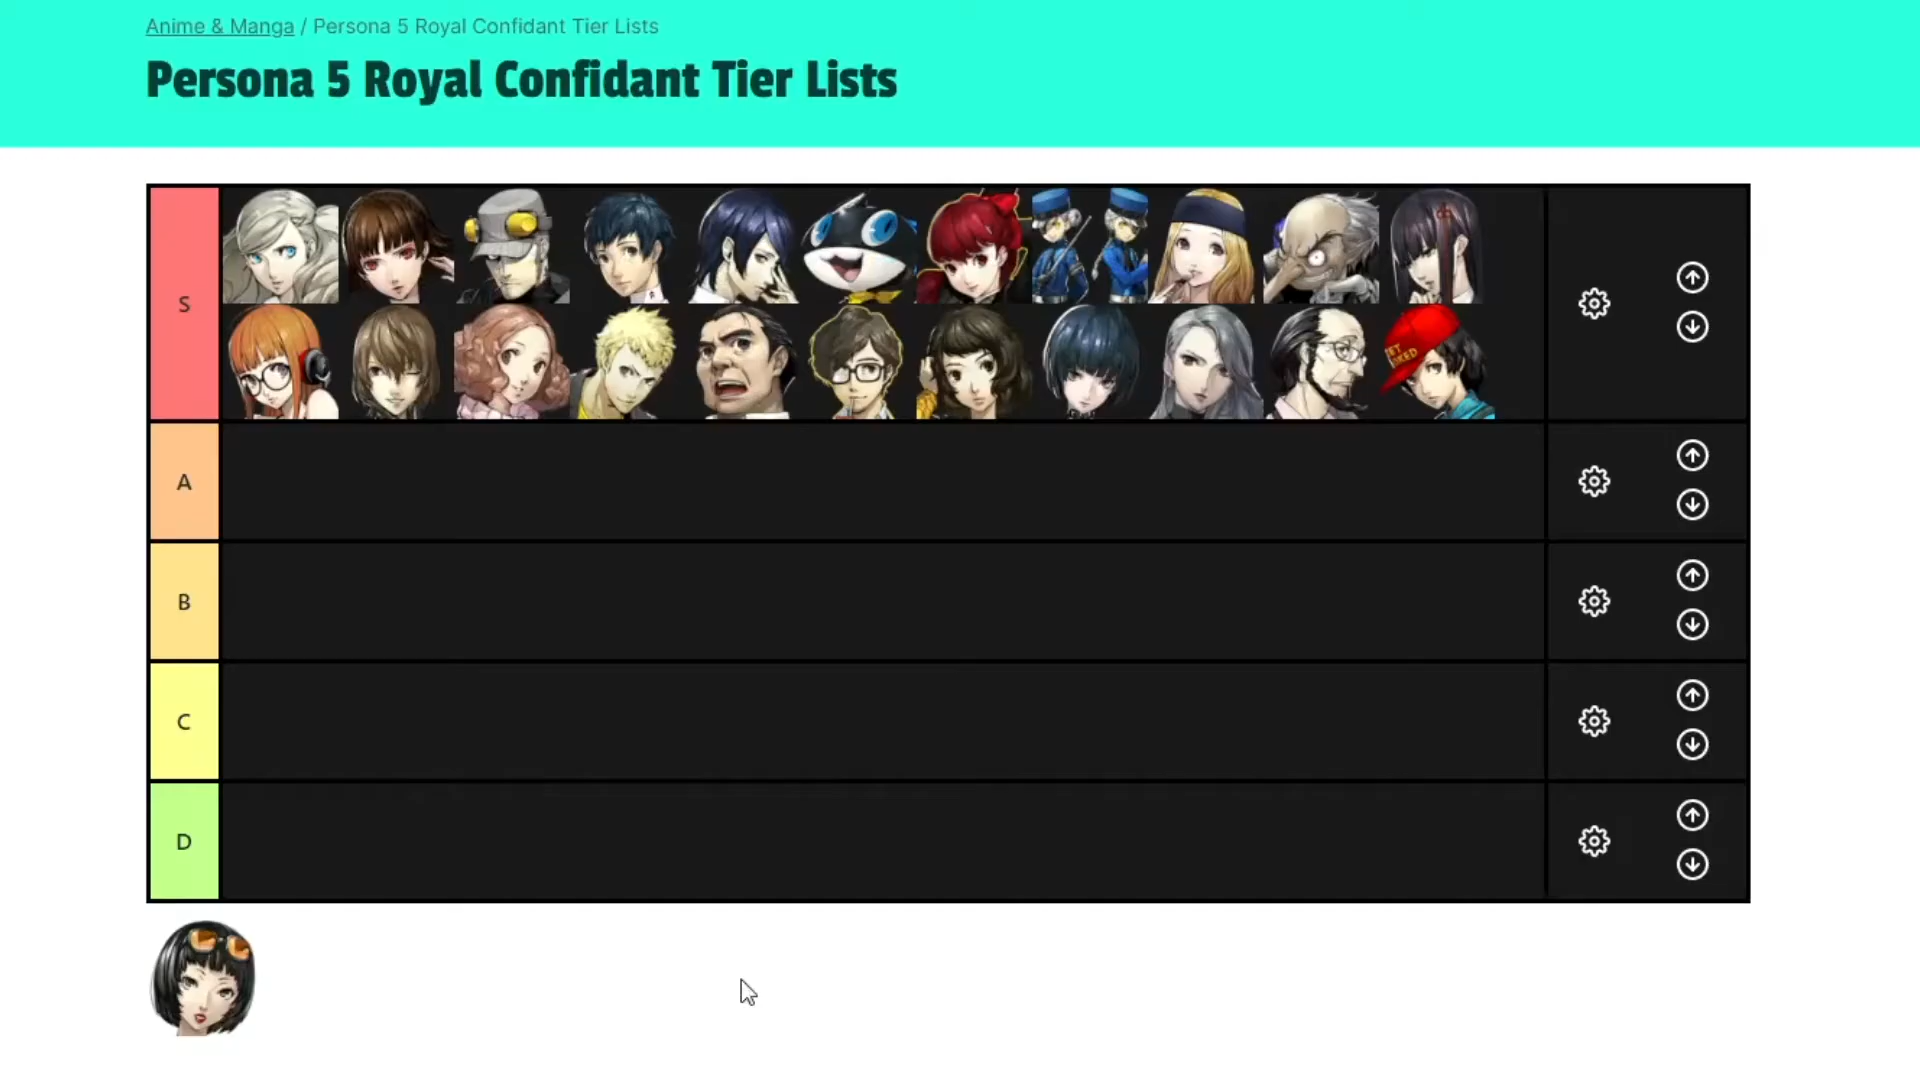 Anime & Manga / Persona 5 Royal Confidant Tier Lists
Persona 5 Royal Confidant Tier Lists
S
A
B
C
D